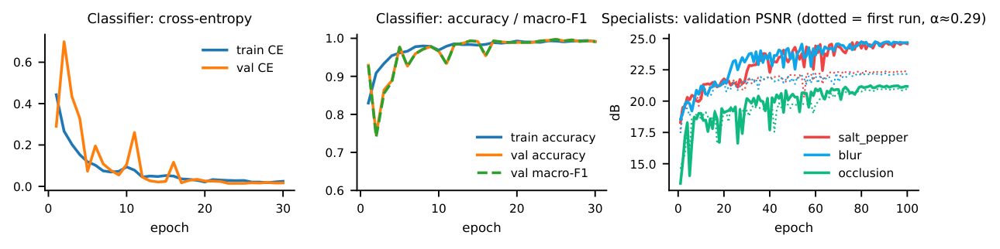 Classifier: cross-entropy
0.6
0.4
0.2
0.0
train CE
val CE
0
10
20
30
epoch
Classifier: accuracy / macro-F1
1.0
0.9
0.8
0.7
0.6
train accuracy
val accuracy
val macro-F1
0
10
20
30
epoch
Specialists: validation PSNR (dotted = first run, α≈0.29)
dB
25.0
22.5
20.0
17.5
15.0
salt_pepper
blur
occlusion
0
20
40
60
80
100
epoch